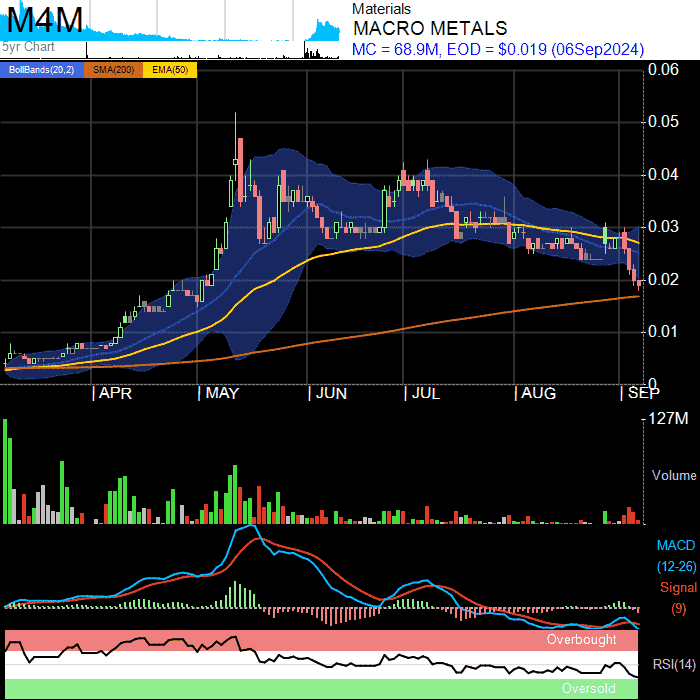 M4M
5yr Chart
Materials
MACRO METALS
MC = 68.9M, EOD = $0.019 (06Sep2024)
BollBands(20,2) SMA(200) EMA(50)
0.06
0.05
0.04
0.03
0.02
0.01
0
APR MAY JUN JUL AUG SEP
127M
Volume
MACD
(12-26)
Signal
(9)
Overbought
RSI(14)
Oversold